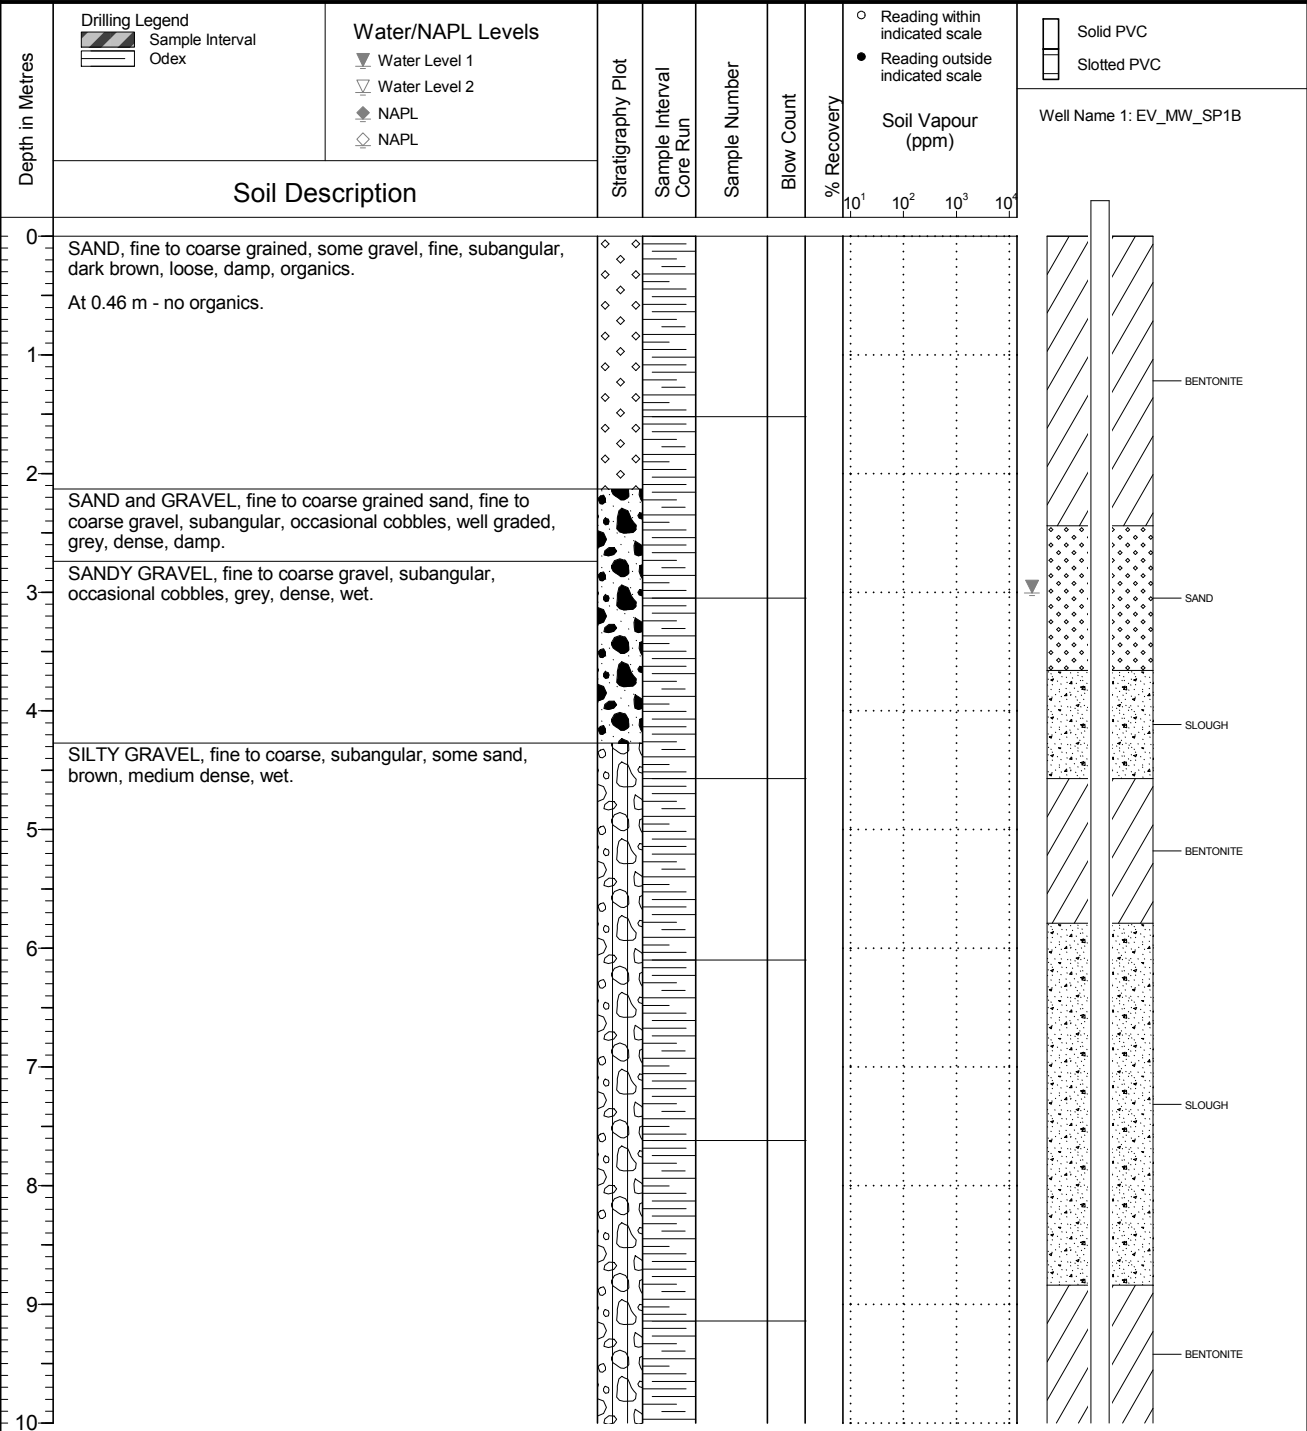 Drilling Legend
Sample Interval
Odex
Water/NAPL Levels
Water Level 1
Water Level 2
NAPL
NAPL
Depth in Metres
Soil Description
Stratigraphy Plot
Sample Interval
Core Run
Sample Number
Blow Count
% Recovery
Reading within
indicated scale
Reading outside
indicated scale
Soil Vapour
(ppm)
10¹ 10² 10³ 10⁴
Solid PVC
Slotted PVC
Well Name 1: EV_MW_SP1B
0
SAND, fine to coarse grained, some gravel, fine, subangular,
dark brown, loose, damp, organics.
At 0.46 m - no organics.
1
BENTONITE
2
SAND and GRAVEL, fine to coarse grained sand, fine to
coarse gravel, subangular, occasional cobbles, well graded,
grey, dense, damp.
SANDY GRAVEL, fine to coarse gravel, subangular,
occasional cobbles, grey, dense, wet.
3
SAND
4
SLOUGH
SILTY GRAVEL, fine to coarse, subangular, some sand,
brown, medium dense, wet.
5
BENTONITE
6
7
SLOUGH
8
9
BENTONITE
10